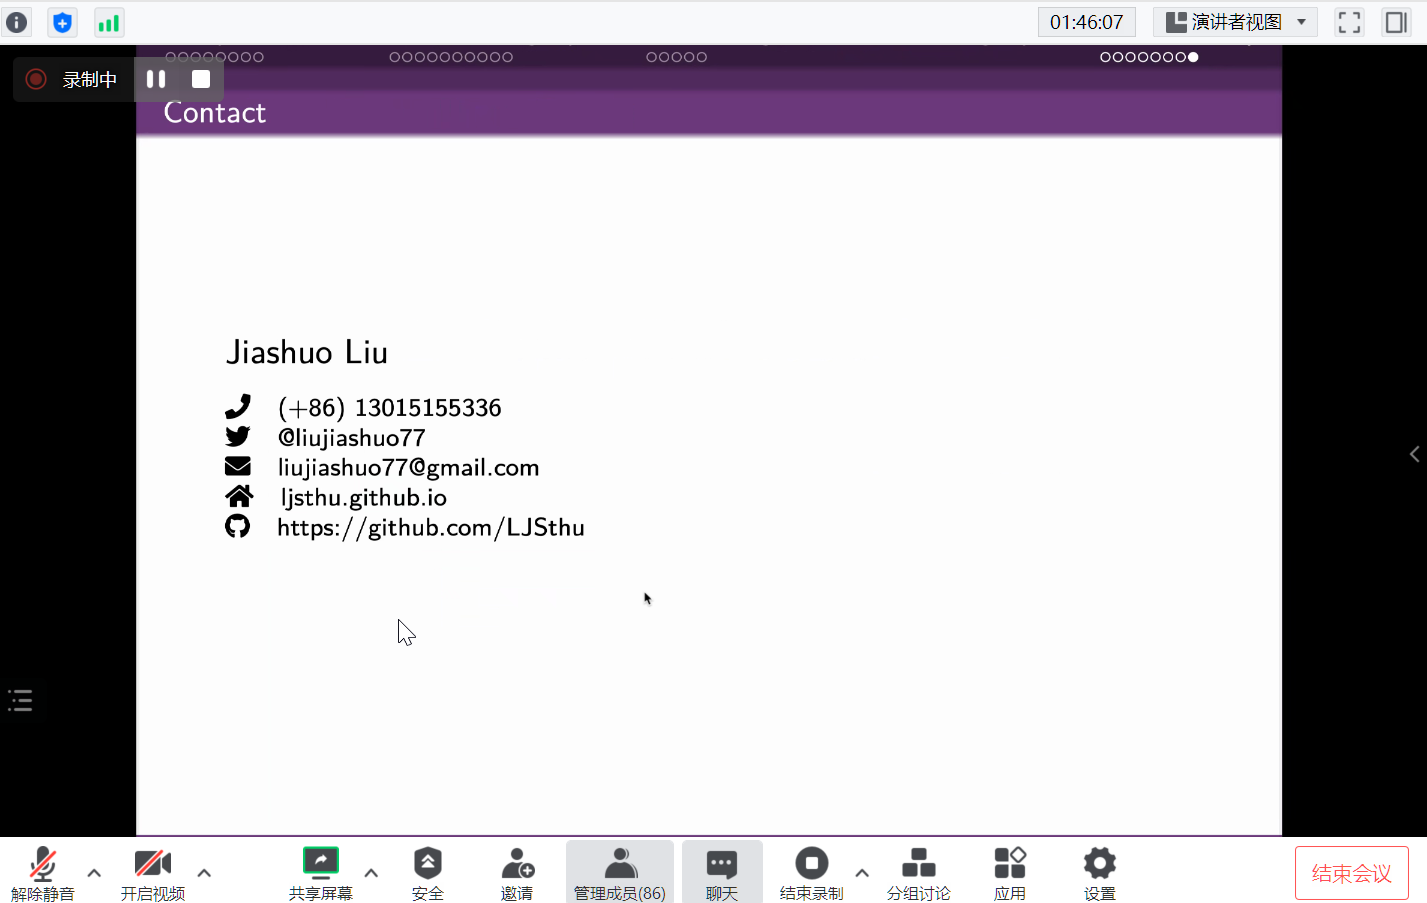 01:46:07
演讲者视图
录制中
Contact
Jiashuo Liu
(+86) 13015155336
@liujiashuo77
liujiashuo77@gmail.com
ljsthu.github.io
https://github.com/LJSthu
解除静音
开启视频
共享屏幕
安全
邀请
管理成员(86)
聊天
结束录制
分组讨论
应用
设置
结束会议